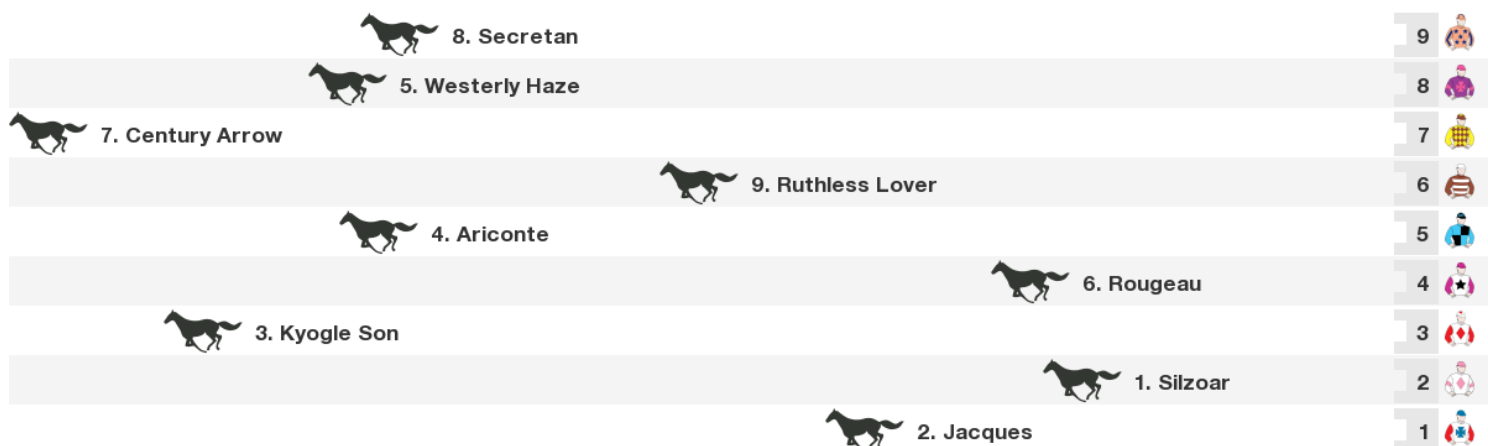 8. Secretan 9
5. Westerly Haze 8
7. Century Arrow 7
9. Ruthless Lover 6
4. Ariconte 5
6. Rougeau 4
3. Kyogle Son 3
1. Silzoar 2
2. Jacques 1